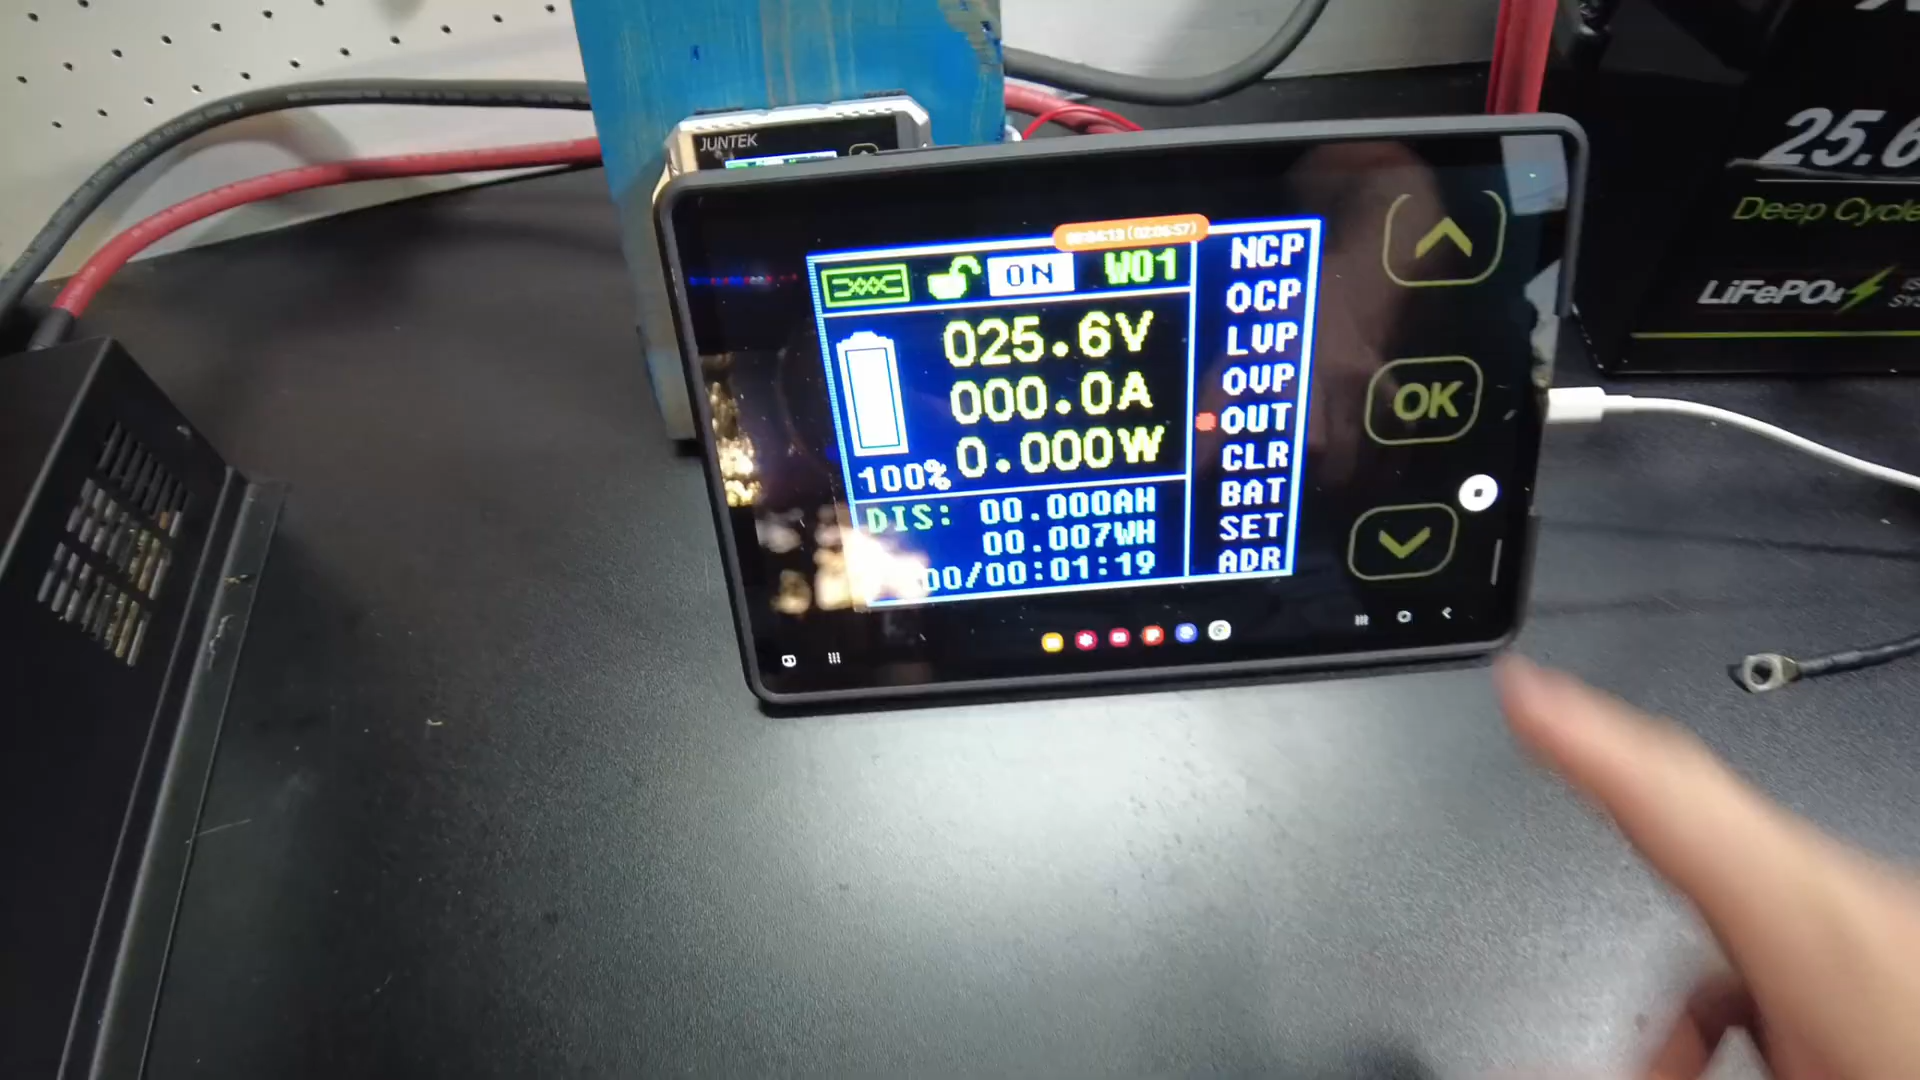 JUNTEK
25.6
Deep Cycle
LiFePO4
ON
W01
025.6V
000.0A
0.000W
100%
DIS: 00.000AH
00.007WH
00/00:01:19
NCP
OCP
LVP
OVP
OUT
CLR
BAT
SET
ADR
OK